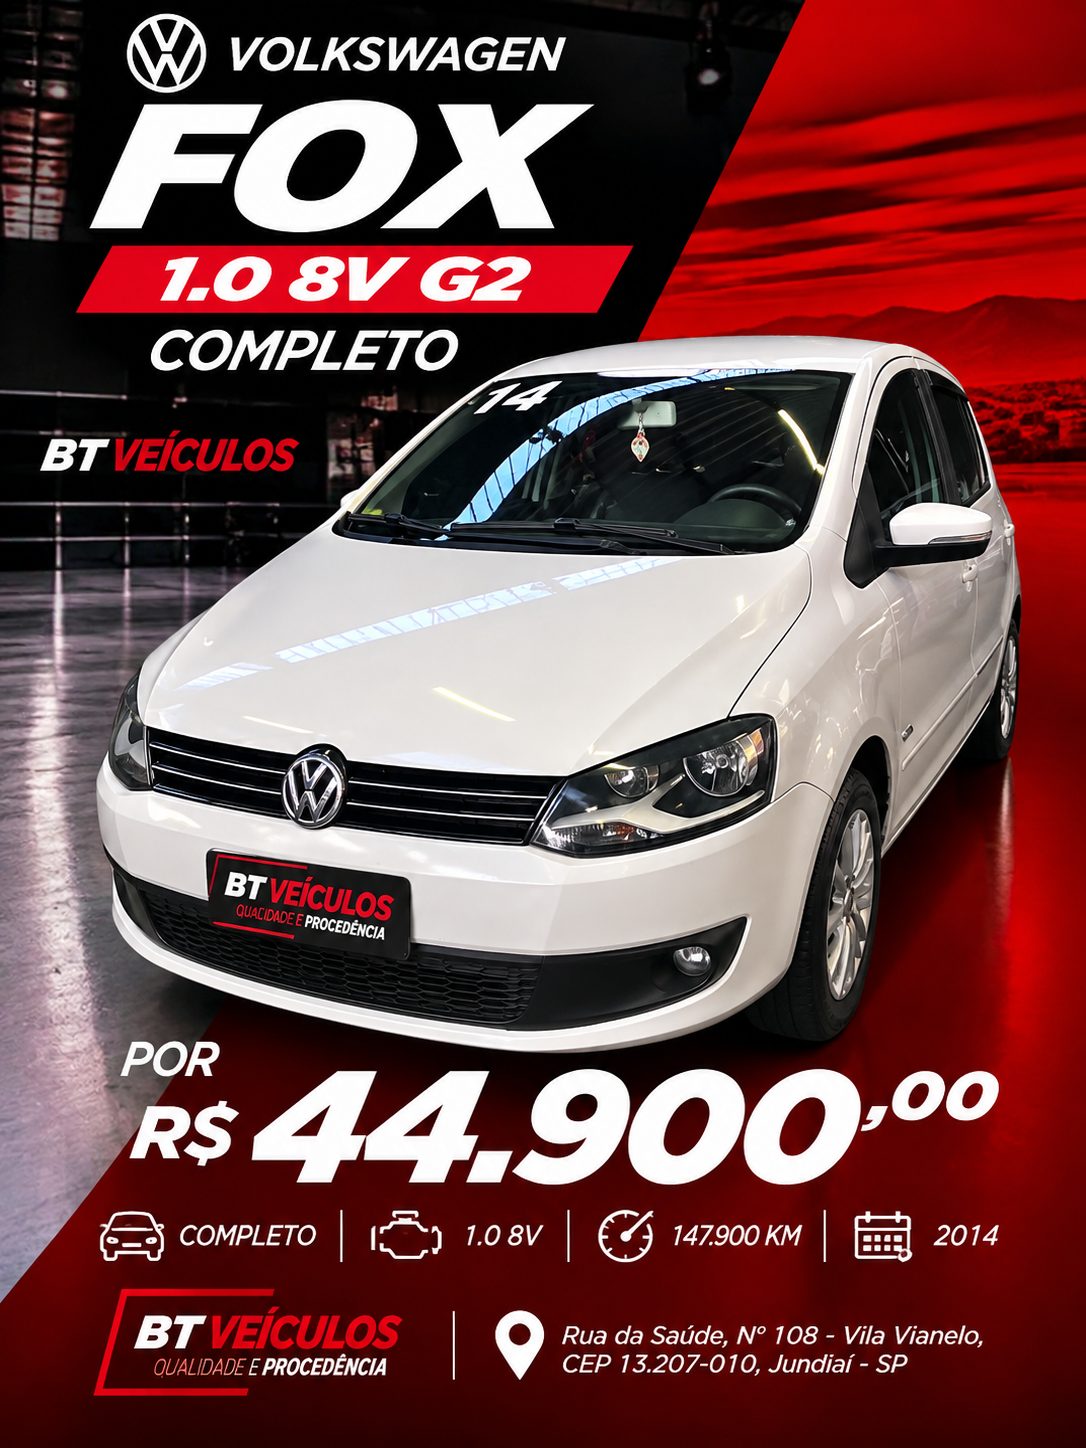 VOLKSWAGEN
FOX
1.0 8V G2
COMPLETO
14
BT VEÍCULOS
BT VEÍCULOS
QUALIDADE E PROCEDÊNCIA
POR
R$ 44.900,00
COMPLETO
1.0 8V
147.900 KM
2014
BT VEÍCULOS
QUALIDADE E PROCEDÊNCIA
Rua da Saúde, N° 108 - Vila Vianelo,
CEP 13.207-010, Jundiaí - SP